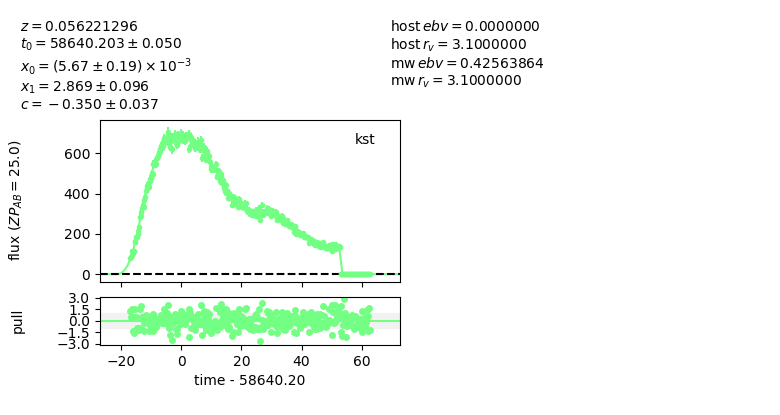 z = 0.056221296
t₀ = 58640.203 ± 0.050
x₀ = (5.67 ± 0.19) × 10⁻³
x₁ = 2.869 ± 0.096
c = −0.350 ± 0.037
host ebv = 0.0000000
host r_v = 3.1000000
mw ebv = 0.42563864
mw r_v = 3.1000000
kst
flux (ZP_AB = 25.0)
600
400
200
0
pull
3.0
1.5
0.0
−1.5
−3.0
−20 0 20 40 60
time - 58640.20